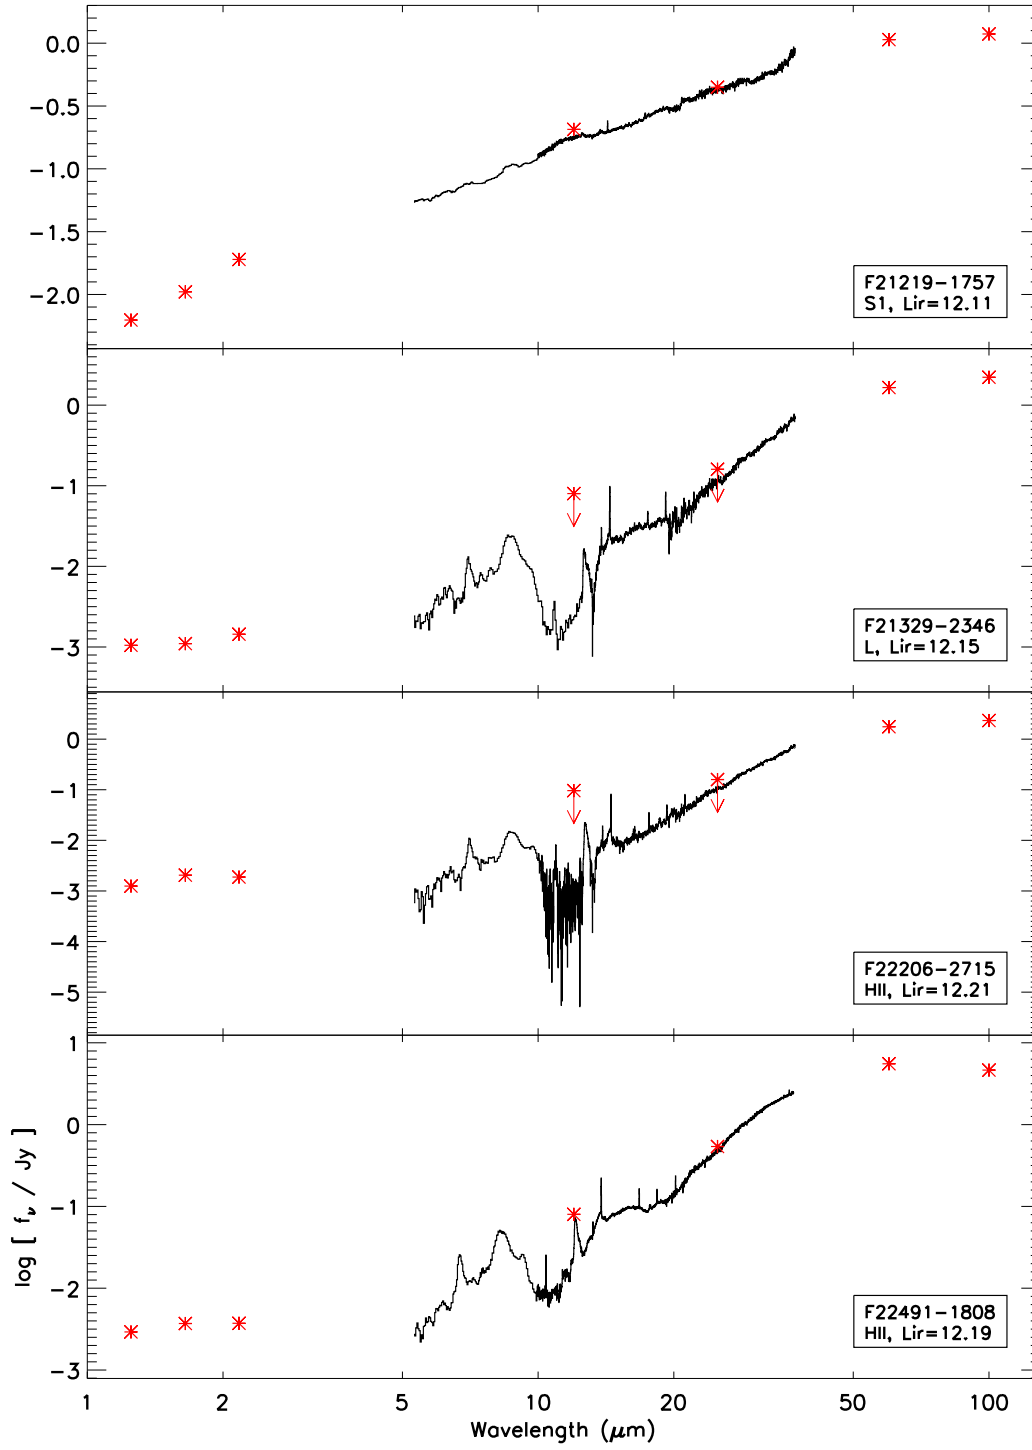 0.0
−0.5
−1.0
−1.5
−2.0
F21219−1757
S1, Lir=12.11
0
−1
−2
−3
F21329−2346
L, Lir=12.15
0
−1
−2
−3
−4
−5
F22206−2715
HII, Lir=12.21
1
0
−1
−2
−3
log [ fν / Jy ]
F22491−1808
HII, Lir=12.19
1 2 5 10 20 50 100
Wavelength (μm)